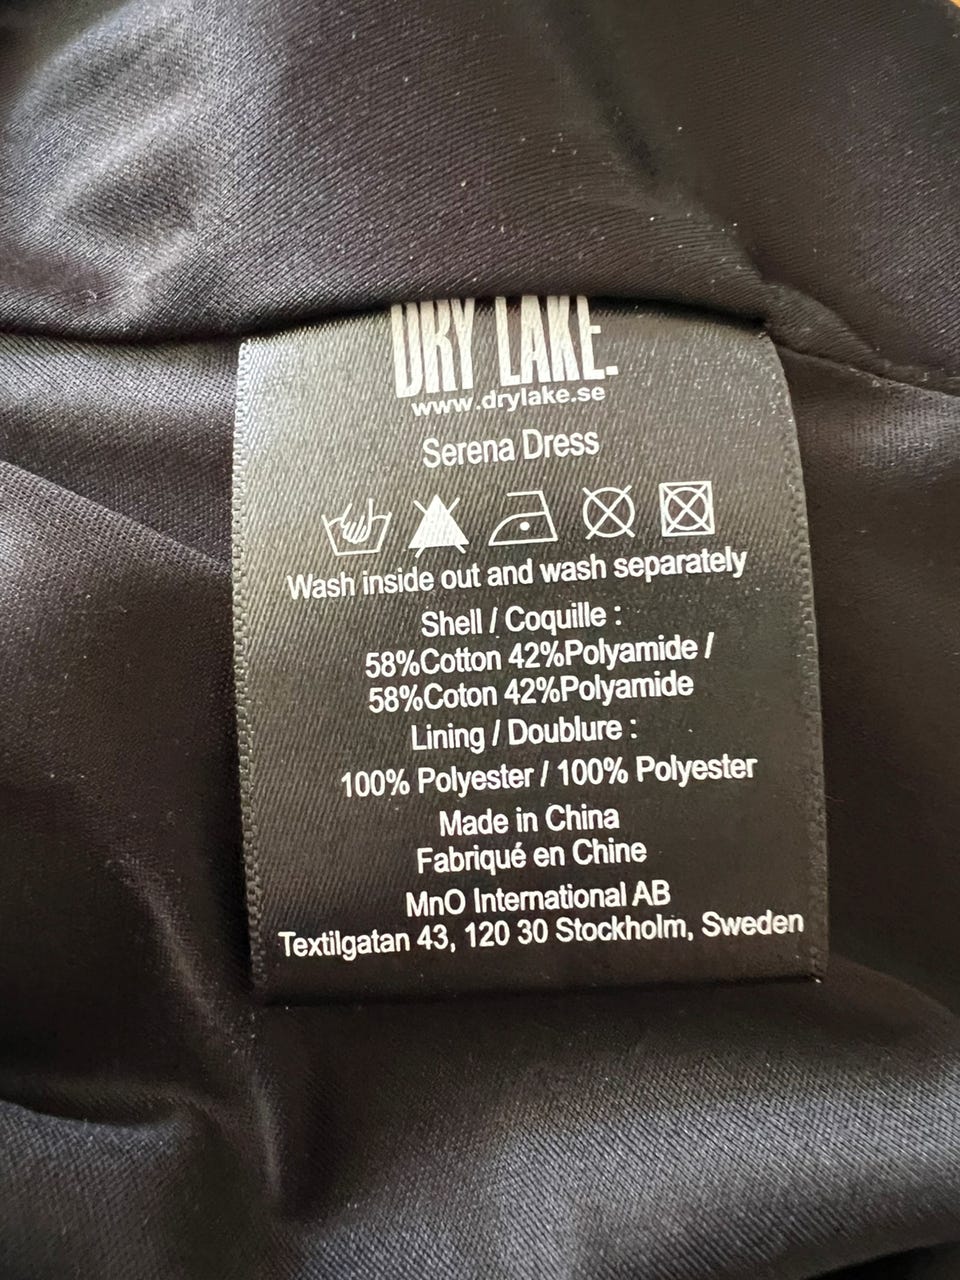 DRY LAKE.
www.drylake.se
Serena Dress
Wash inside out and wash separately
Shell / Coquille :
58%Cotton 42%Polyamide /
58%Coton 42%Polyamide
Lining / Doublure :
100% Polyester / 100% Polyester
Made in China
Fabriqué en Chine
MnO International AB
Textilgatan 43, 120 30 Stockholm, Sweden